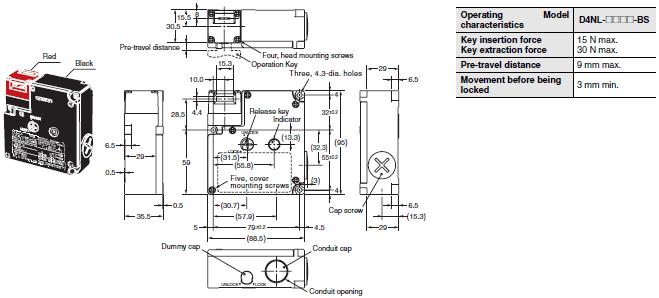 8
15.5
30.5
Pre-travel distance
Four, heed mounting screws
Operation Key
15.3
Three, 4.3-dia. holes
Red
Black
OMRON
10.0
4.4
28.5
Release key
Indicator
UNLOCK
LOCK
(13.3)
4
32±0.2
(32.3)
55±0.2
(95)
(31.5)
(55.8)
59
6.5
29
0.5
Five, cover
mounting screws
(3)
4
(30.7)
(57.9)
0.5
35.5
5
79±0.2
4.5
(88.5)
29
6.5
Cap screw
6.5
(15.3)
29
Dummy cap
Conduit cap
UNLOCK
LOCK
Conduit opening
Operating Model
characteristics
D4NL-□□□□-BS
Key insertion force 15 N max.
Key extraction force 30 N max.
Pre-travel distance 9 mm max.
Movement before being
locked
3 mm min.